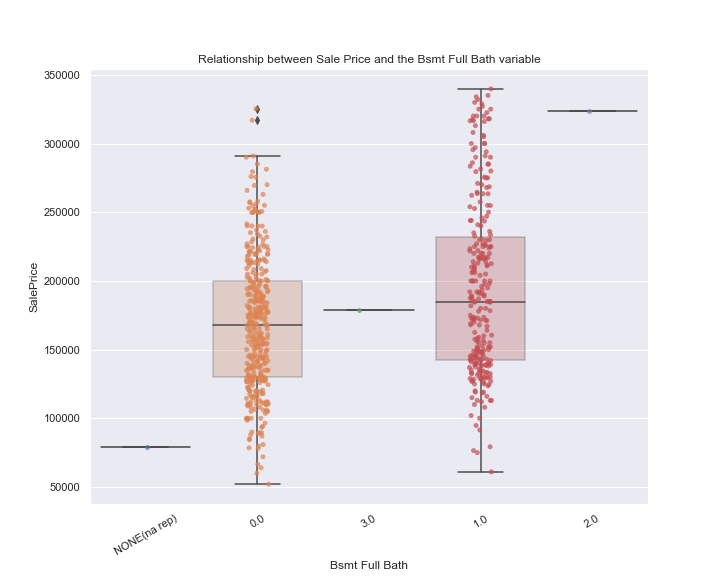 Relationship between Sale Price and the Bsmt Full Bath variable
350000
300000
250000
200000
150000
100000
50000
SalePrice
NONE(na rep)
0.0
3.0
1.0
2.0
Bsmt Full Bath